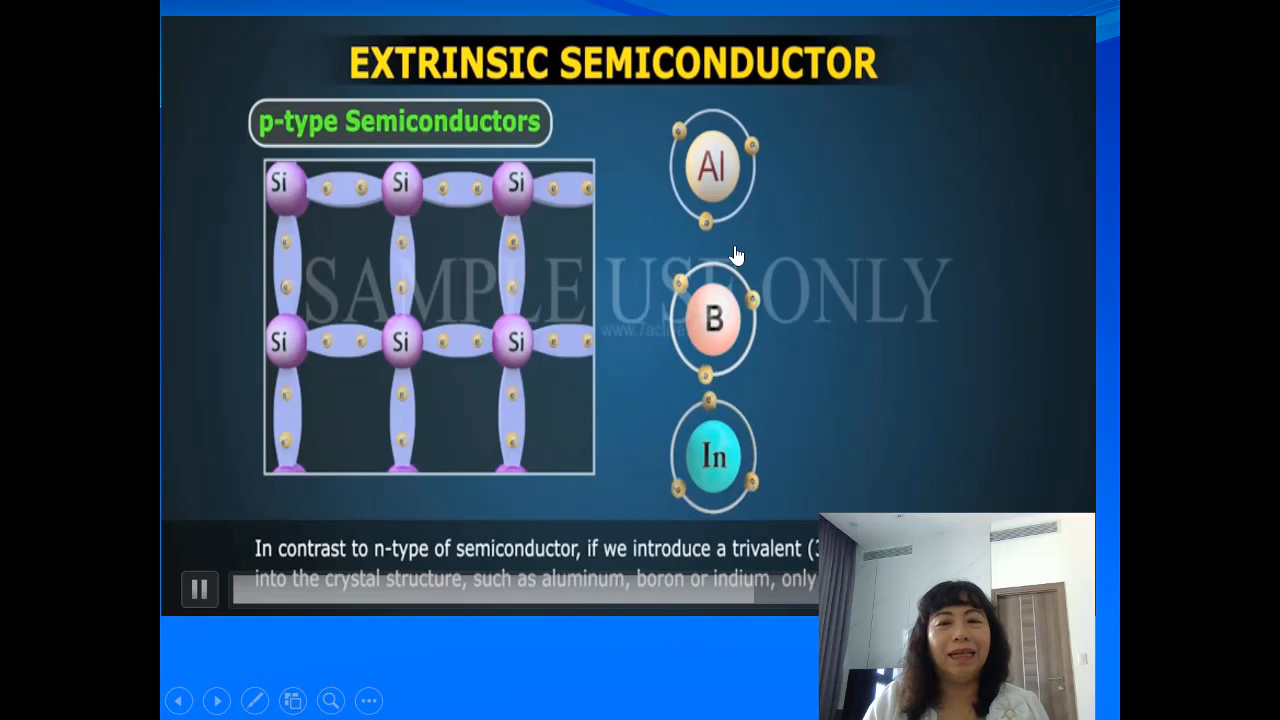 EXTRINSIC SEMICONDUCTOR
p-type Semiconductors
Si Si Si
Al
SAMPLE USE ONLY
B
Si Si Si
In
In contrast to n-type of semiconductor, if we introduce a trivalent (3
into the crystal structure, such as aluminum, boron or indium, only